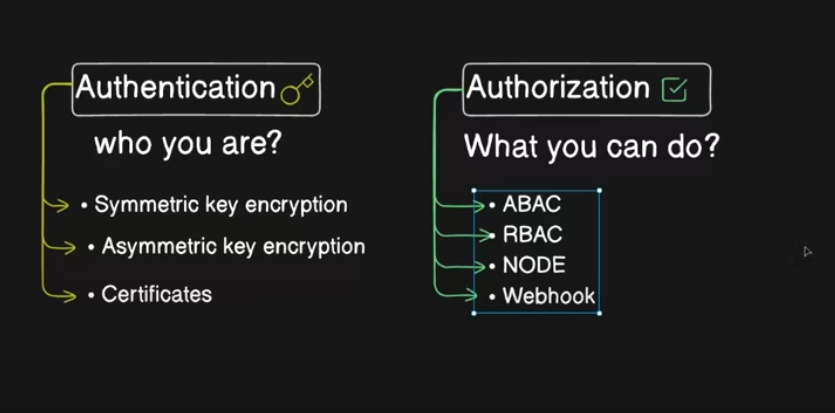 Authentication
who you are?
• Symmetric key encryption
• Asymmetric key encryption
• Certificates
Authorization
What you can do?
• ABAC
• RBAC
• NODE
• Webhook